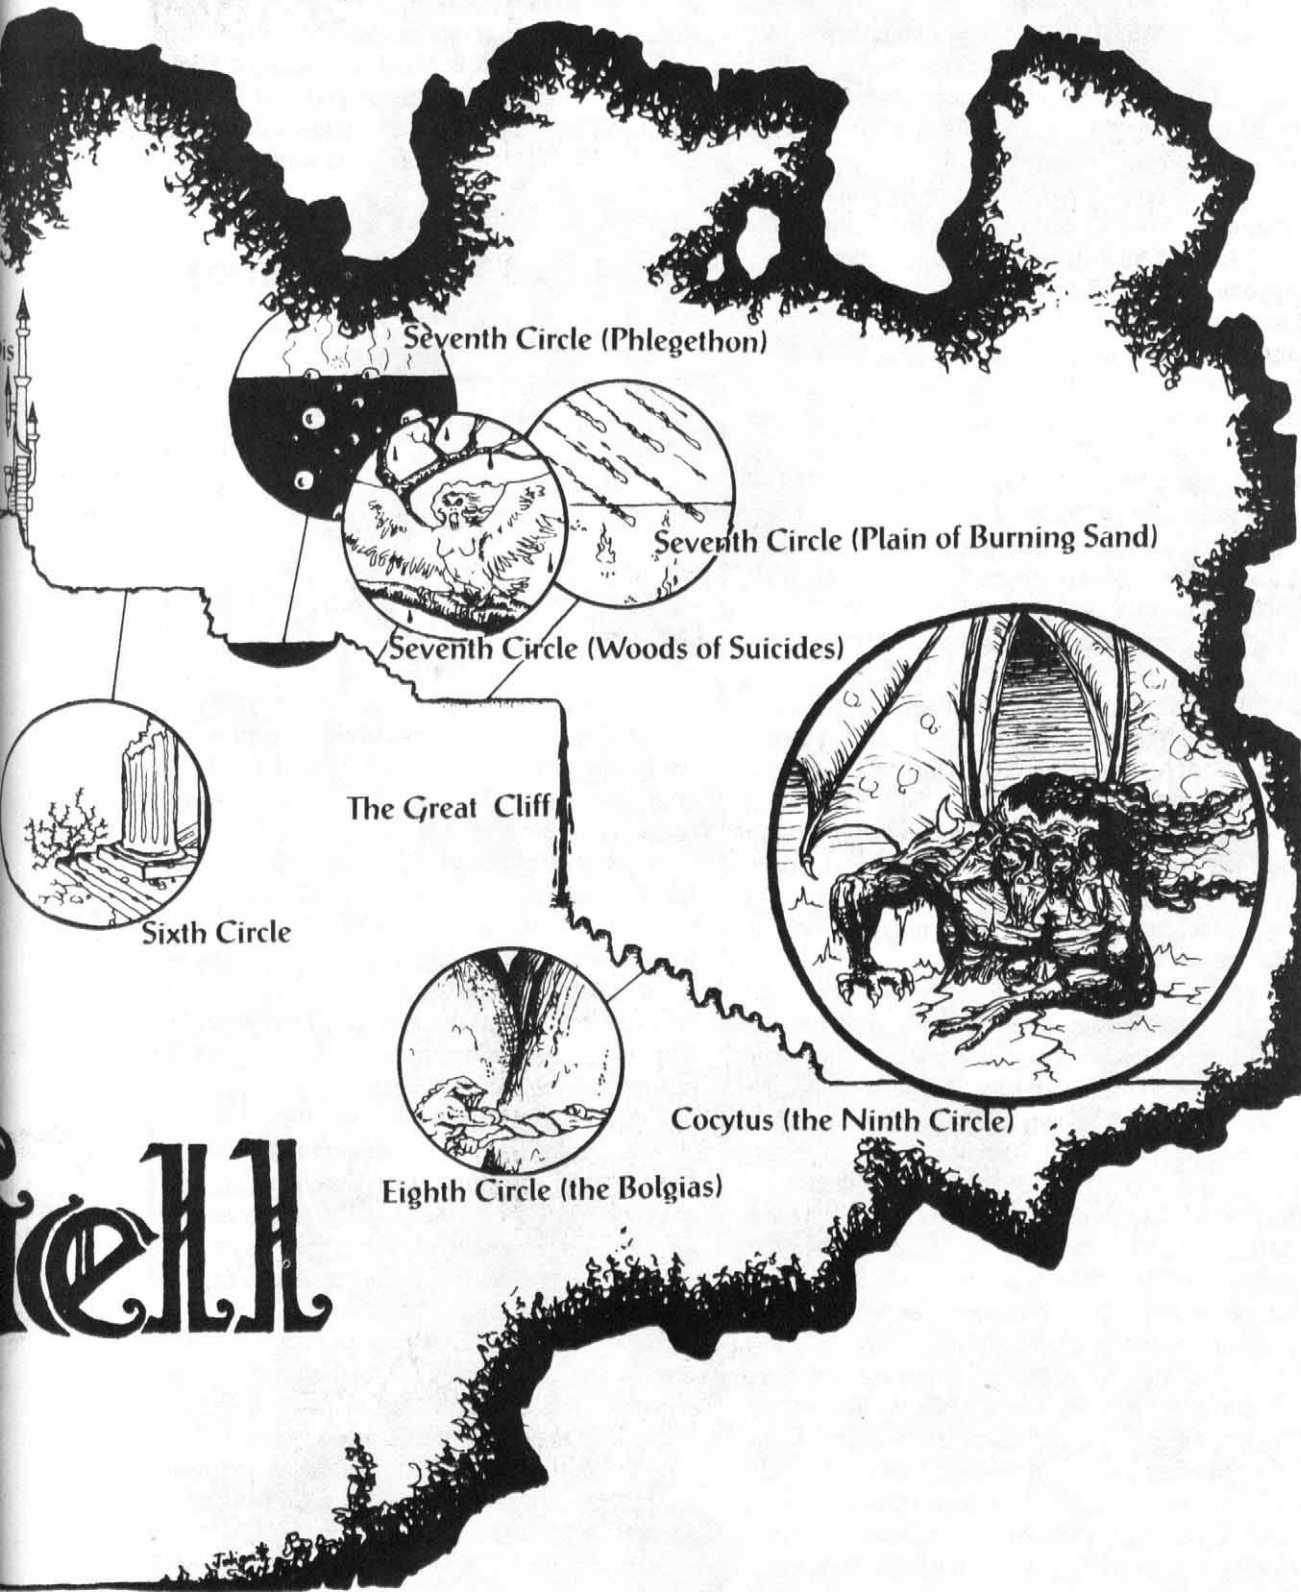 Seventh Circle (Phlegethon)
Dis
Seventh Circle (Plain of Burning Sand)
Seventh Circle (Woods of Suicides)
The Great Cliff
Sixth Circle
Cocytus (the Ninth Circle)
Eighth Circle (the Bolgias)
ell